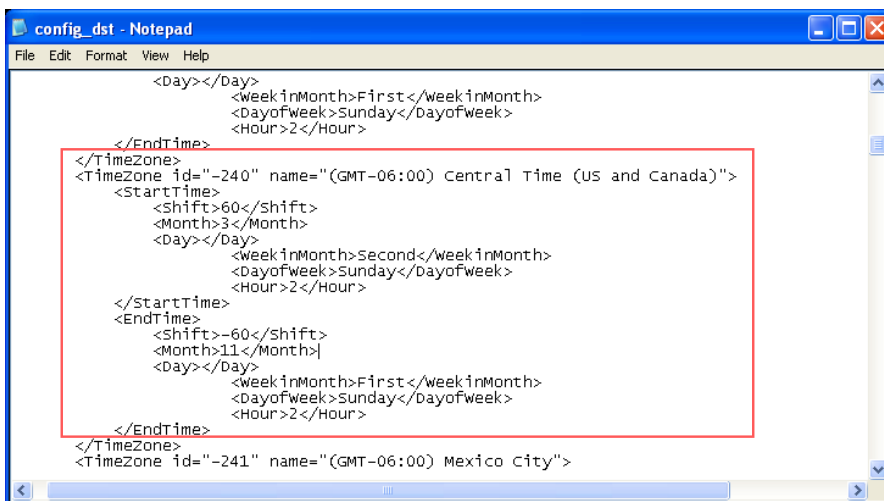 config_dst - Notepad
File Edit Format View Help
<Day></Day>
<WeekinMonth>First</WeekinMonth>
<DayofWeek>Sunday</DayofWeek>
<Hour>2</Hour>
</EndTime>
</TimeZone>
<TimeZone id="-240" name="(GMT-06:00) Central Time (US and Canada)">
<StartTime>
<Shift>60</Shift>
<Month>3</Month>
<Day></Day>
<WeekinMonth>Second</WeekinMonth>
<DayofWeek>Sunday</DayofWeek>
<Hour>2</Hour>
</StartTime>
<EndTime>
<Shift>-60</Shift>
<Month>11</Month>
<Day></Day>
<WeekinMonth>First</WeekinMonth>
<DayofWeek>Sunday</DayofWeek>
<Hour>2</Hour>
</EndTime>
</TimeZone>
<TimeZone id="-241" name="(GMT-06:00) Mexico City">